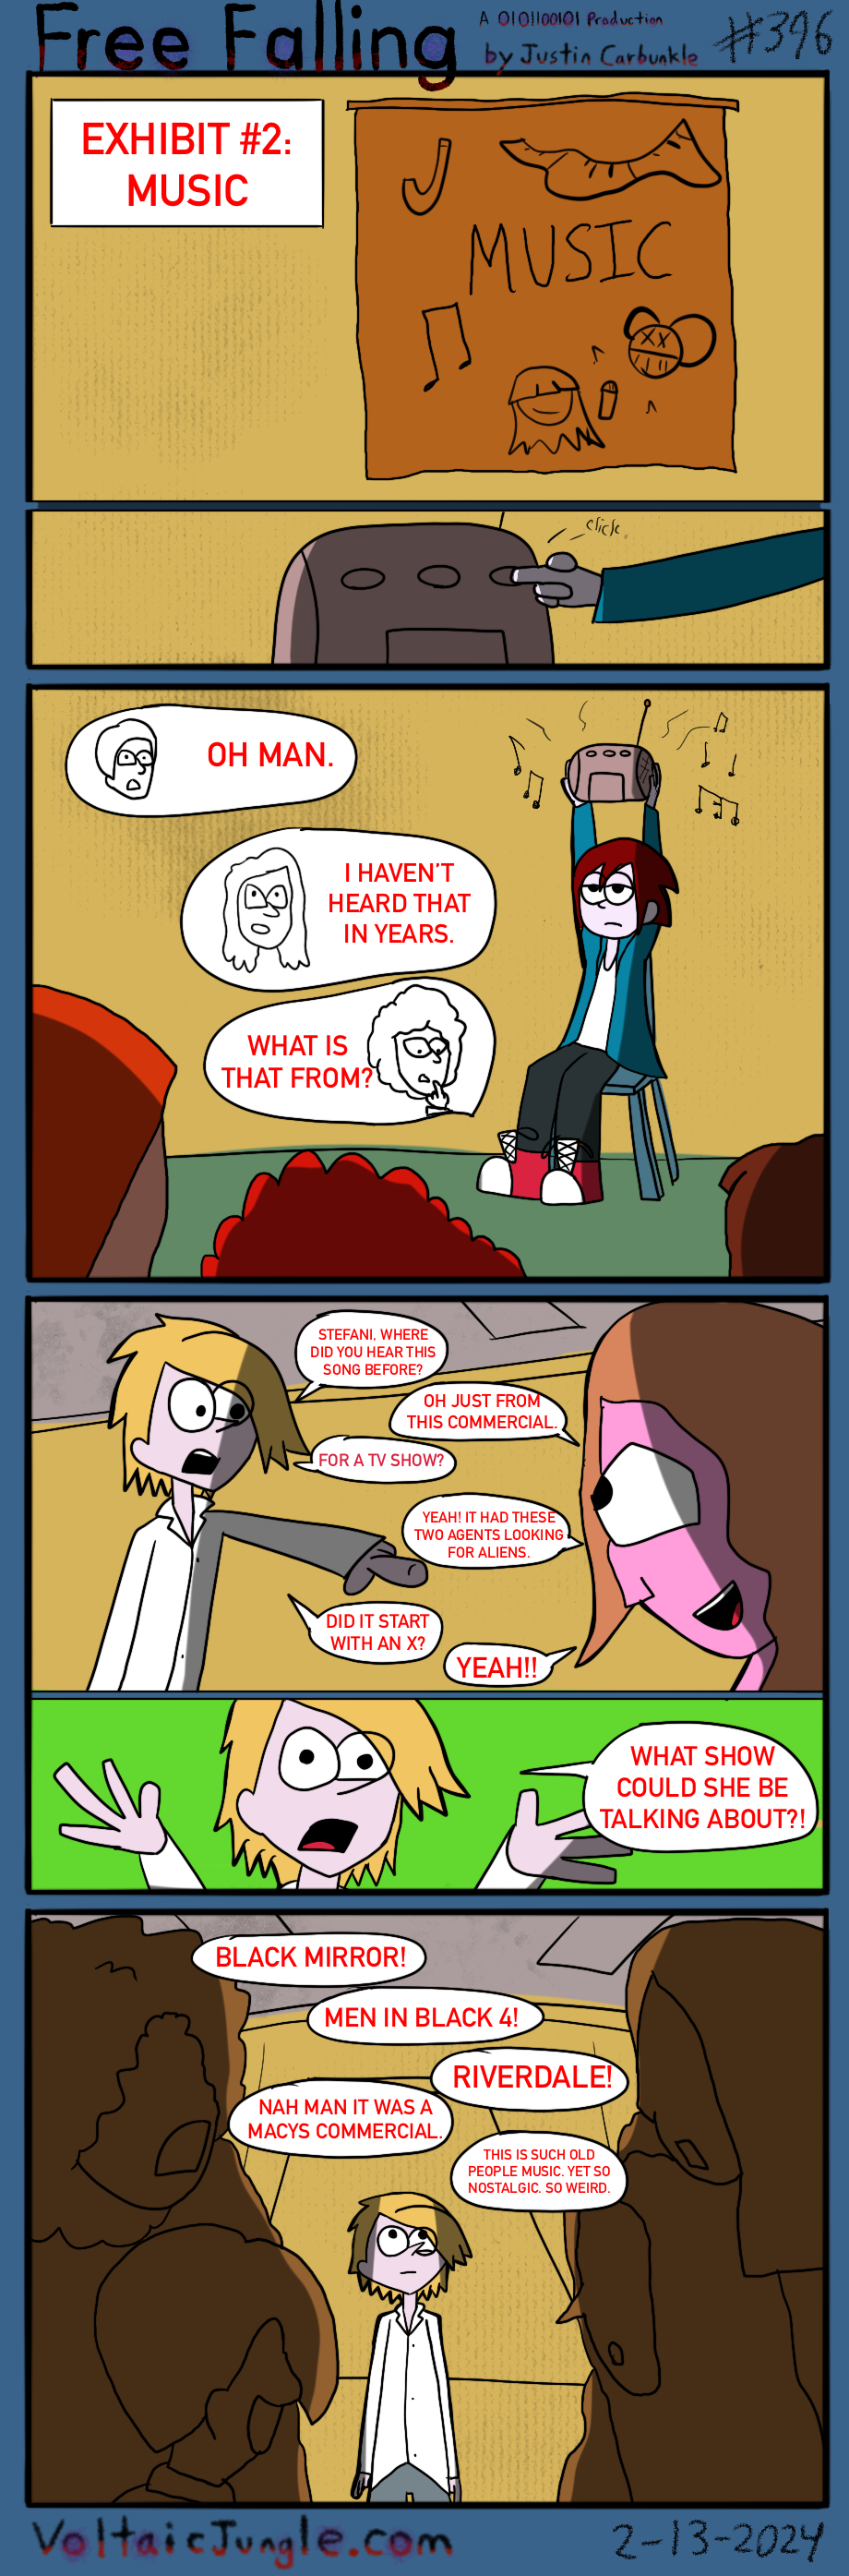 Free Falling
A 0101100101 Production
by Justin Carbunkle
#396
EXHIBIT #2:
MUSIC
MUSIC
click
OH MAN.
I HAVEN'T
HEARD THAT
IN YEARS.
WHAT IS
THAT FROM?
STEFANI, WHERE
DID YOU HEAR THIS
SONG BEFORE?
OH JUST FROM
THIS COMMERCIAL.
FOR A TV SHOW?
YEAH! IT HAD THESE
TWO AGENTS LOOKING
FOR ALIENS.
DID IT START
WITH AN X?
YEAH!!
WHAT SHOW
COULD SHE BE
TALKING ABOUT?!
BLACK MIRROR!
MEN IN BLACK 4!
RIVERDALE!
NAH MAN IT WAS A
MACYS COMMERCIAL.
THIS IS SUCH OLD
PEOPLE MUSIC. YET SO
NOSTALGIC. SO WEIRD.
VoltaicJungle.com
2-13-2024